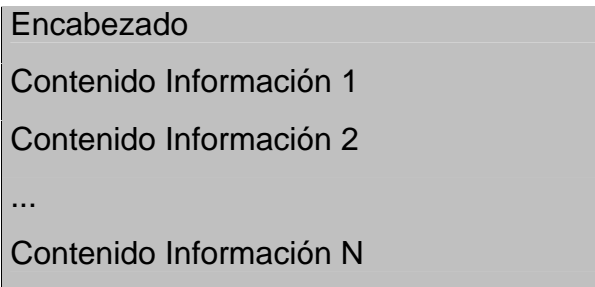 Encabezado
Contenido Información 1
Contenido Información 2
...
Contenido Información N